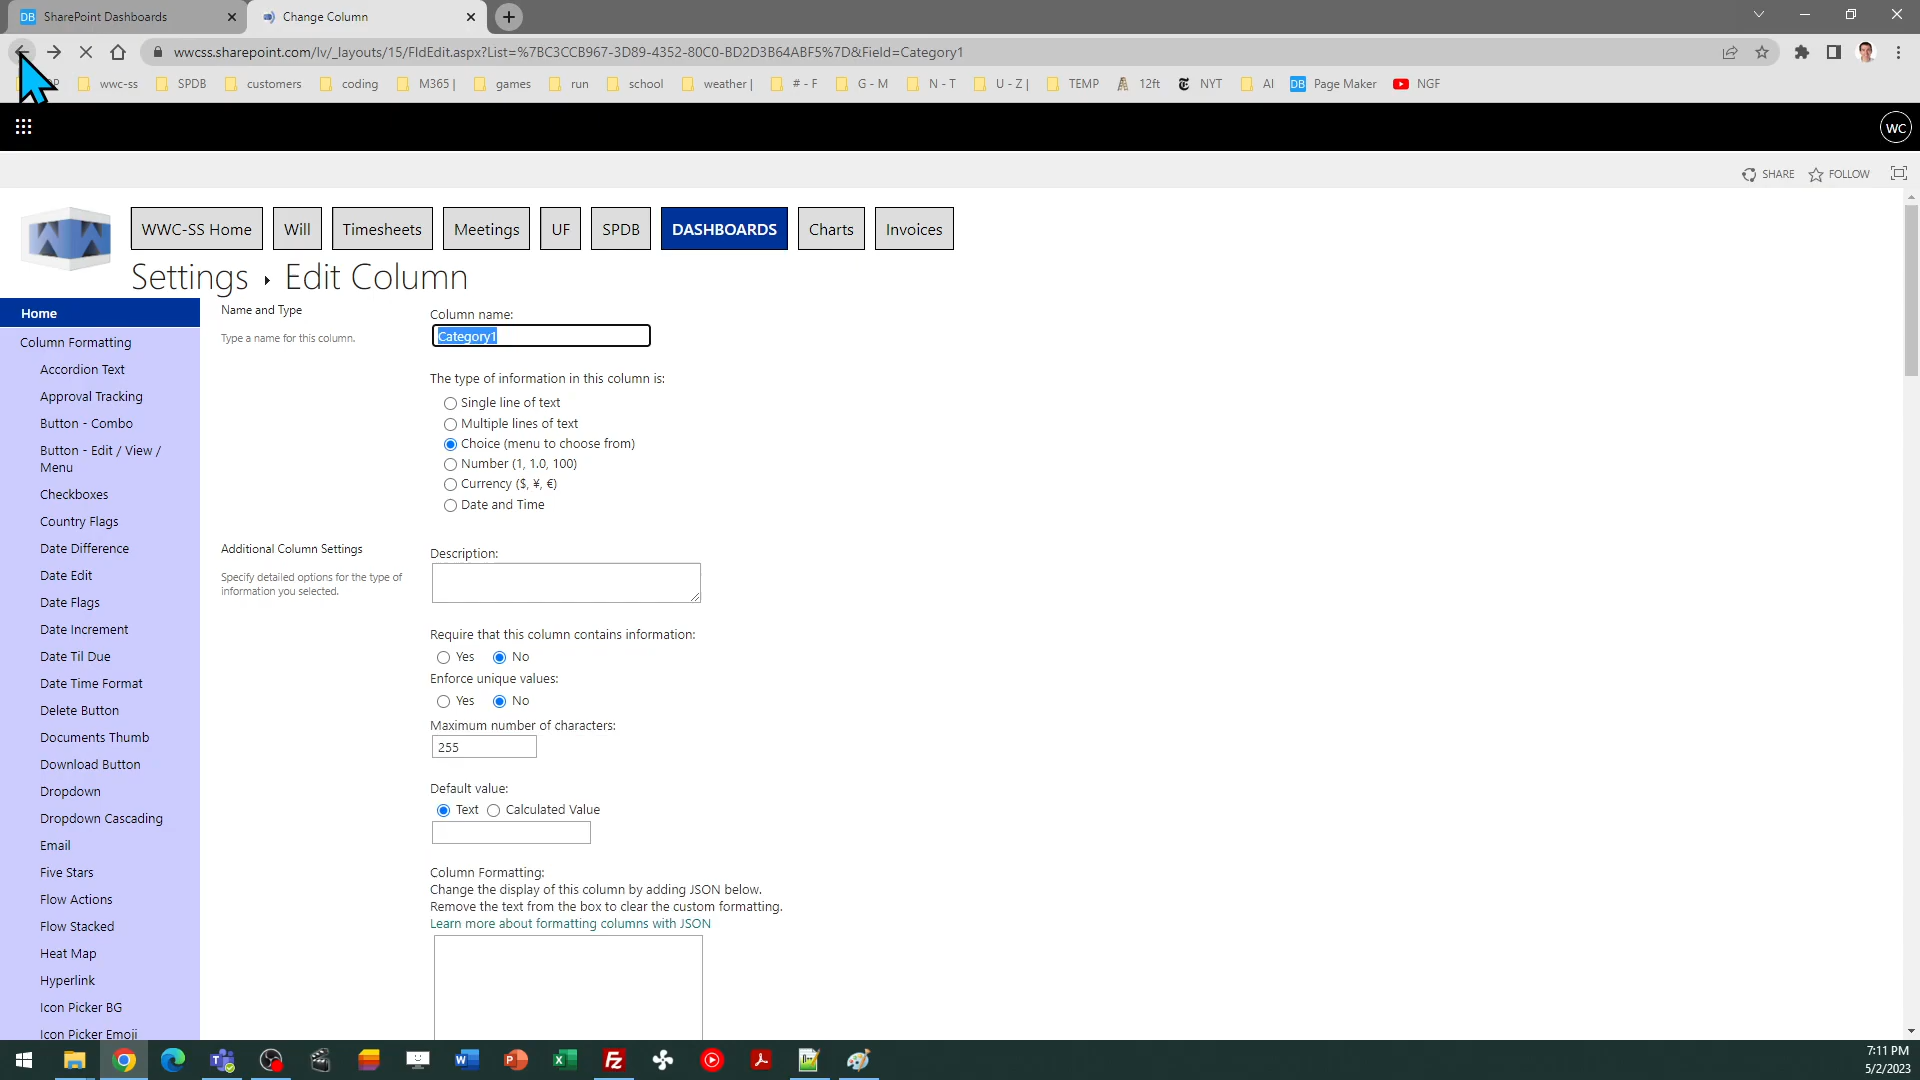 SharePoint Dashboards
Change Column
wwcss.sharepoint.com/lv/_layouts/15/FldEdit.aspx?List=%7BC3CCB967-3D89-4352-80C0-BD2D3B64ABF5%7D&Field=Category1
wwc-ss SPDB customers coding M365 | games run school weather | # - F G - M N - T U - Z | TEMP 12ft NYT AI DB Page Maker NGF
WC
SHARE FOLLOW
WWC-SS Home Will Timesheets Meetings UF SPDB DASHBOARDS Charts Invoices
Settings ▸ Edit Column
Home
Column Formatting
Accordion Text
Approval Tracking
Button - Combo
Button - Edit / View /
Menu
Checkboxes
Country Flags
Date Difference
Date Edit
Date Flags
Date Increment
Date Til Due
Date Time Format
Delete Button
Documents Thumb
Download Button
Dropdown
Dropdown Cascading
Email
Five Stars
Flow Actions
Flow Stacked
Heat Map
Hyperlink
Icon Picker BG
Icon Picker Emoji
Name and Type
Type a name for this column.
Column name:
Category1
The type of information in this column is:
Single line of text
Multiple lines of text
Choice (menu to choose from)
Number (1, 1.0, 100)
Currency ($, ¥, €)
Date and Time
Additional Column Settings
Specify detailed options for the type of
information you selected.
Description:
Require that this column contains information:
Yes No
Enforce unique values:
Yes No
Maximum number of characters:
255
Default value:
Text Calculated Value
Column Formatting:
Change the display of this column by adding JSON below.
Remove the text from the box to clear the custom formatting.
Learn more about formatting columns with JSON
7:11 PM
5/2/2023